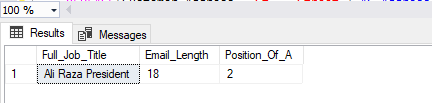 100 %
Results Messages
Full_Job_Title Email_Length Position_Of_A
1 Ali Raza President 18 2